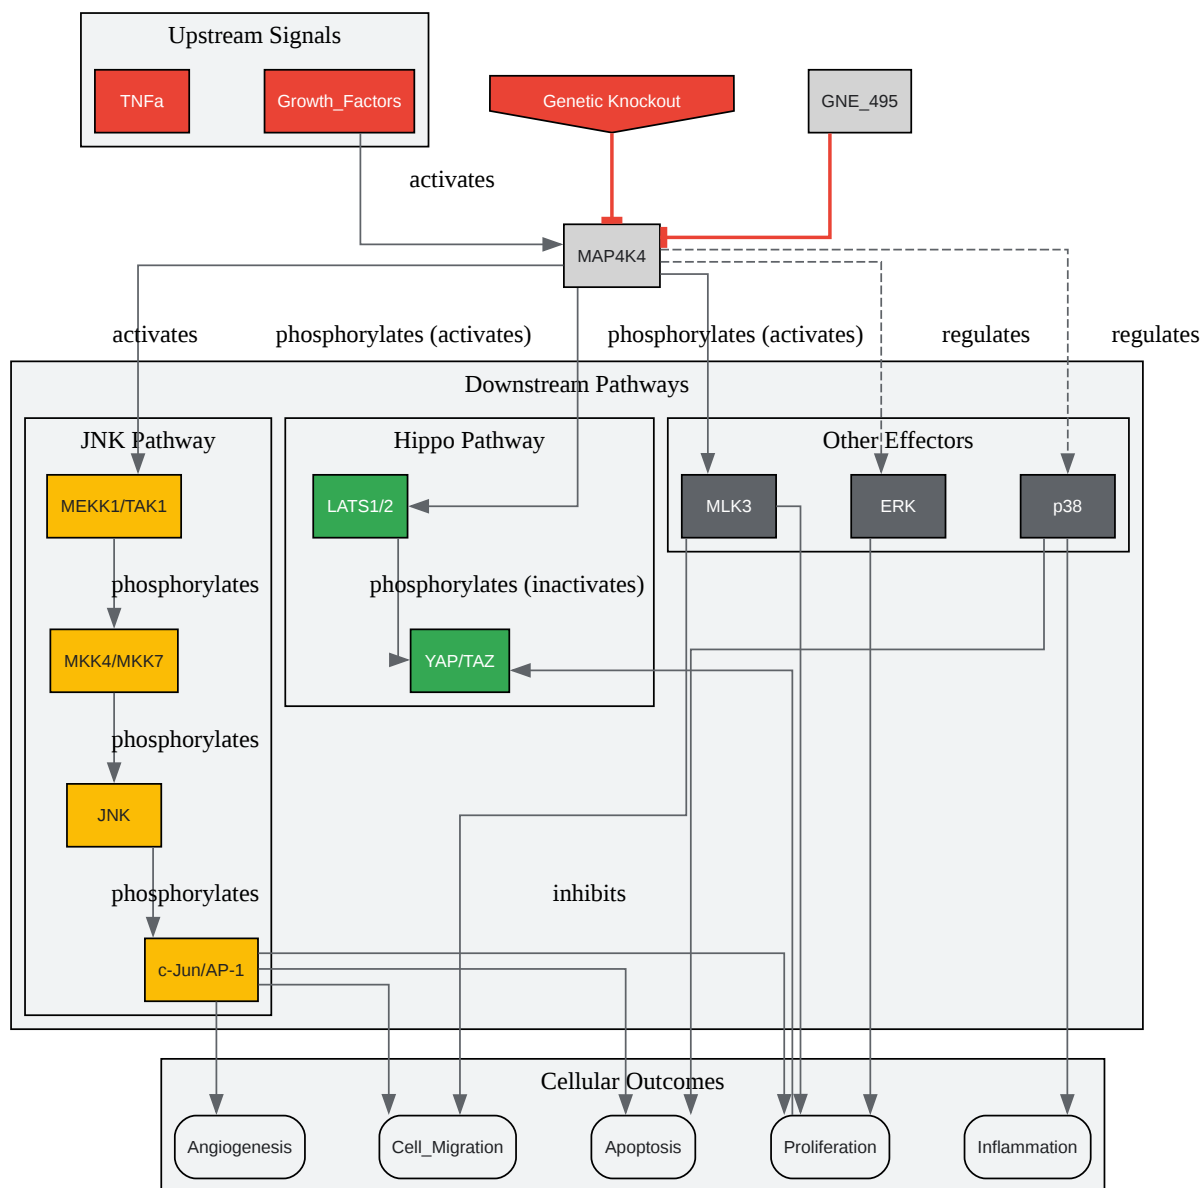 Upstream Signals
TNFa
Growth_Factors
Genetic Knockout
GNE_495
activates
MAP4K4
activates
phosphorylates (activates)
phosphorylates (activates)
regulates
regulates
Downstream Pathways
JNK Pathway
Hippo Pathway
Other Effectors
MEKK1/TAK1
LATS1/2
MLK3
ERK
p38
phosphorylates
phosphorylates (inactivates)
MKK4/MKK7
YAP/TAZ
phosphorylates
JNK
phosphorylates
inhibits
c-Jun/AP-1
Cellular Outcomes
Angiogenesis
Cell_Migration
Apoptosis
Proliferation
Inflammation